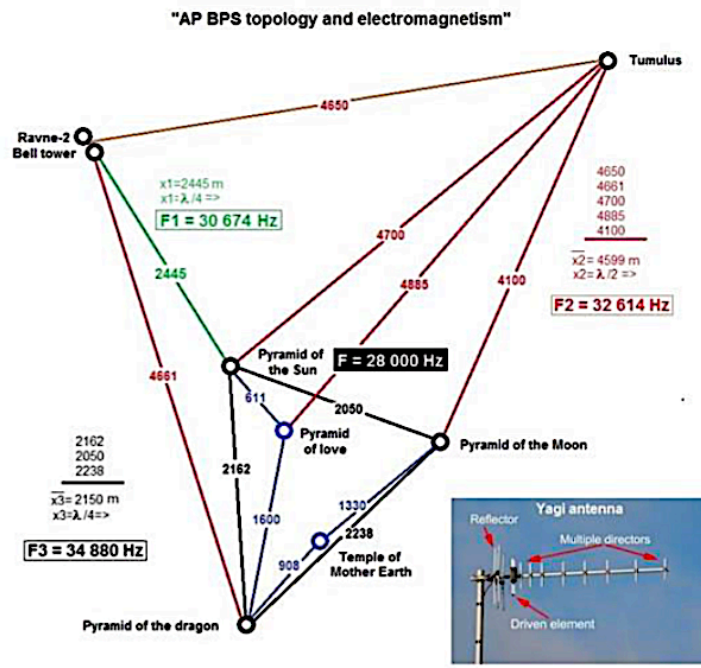 "AP BPS topology and electromagnetism"
Tumulus
4650
Ravne-2
Bell tower
x1=2445 m
x1=λ/4 =>
F1 = 30 674 Hz
4650
4661
4700
4885
4100
x2= 4599 m
x2=λ/2 =>
F2 = 32 614 Hz
4700
2445
4885
4100
Pyramid of
the Sun
F = 28 000 Hz
4661
611
2050
Pyramid
of love
Pyramid of the Moon
2162
2050
2238
x3= 2150 m
x3=λ/4=>
F3 = 34 880 Hz
2162
1600
1330
2238
908
Temple of
Mother Earth
Pyramid of the dragon
Yagi antenna
Reflector
Multiple directors
Driven element